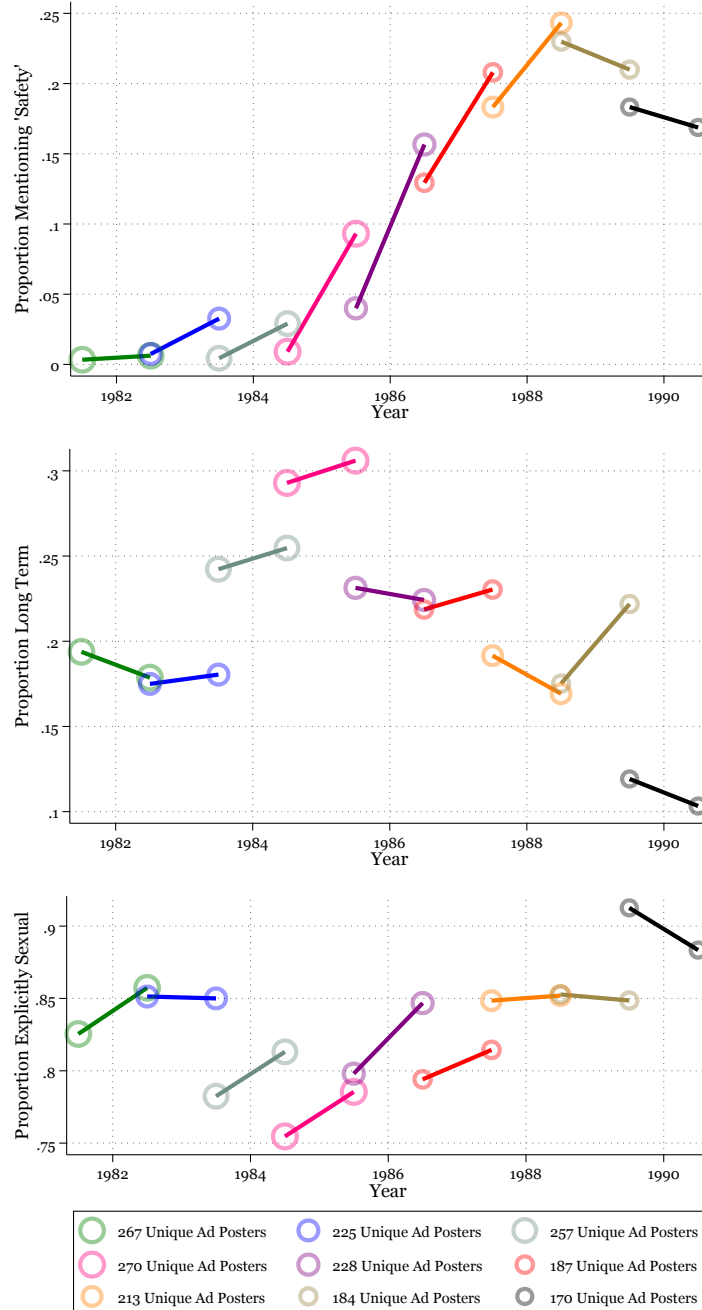 Proportion Mentioning 'Safety'
.25
.2
.15
.1
.05
0
1982 1984 1986 1988 1990
Year
Proportion Long Term
.3
.25
.2
.15
.1
1982 1984 1986 1988 1990
Year
Proportion Explicitly Sexual
.9
.85
.8
.75
1982 1984 1986 1988 1990
Year
267 Unique Ad Posters 225 Unique Ad Posters 257 Unique Ad Posters
270 Unique Ad Posters 228 Unique Ad Posters 187 Unique Ad Posters
213 Unique Ad Posters 184 Unique Ad Posters 170 Unique Ad Posters